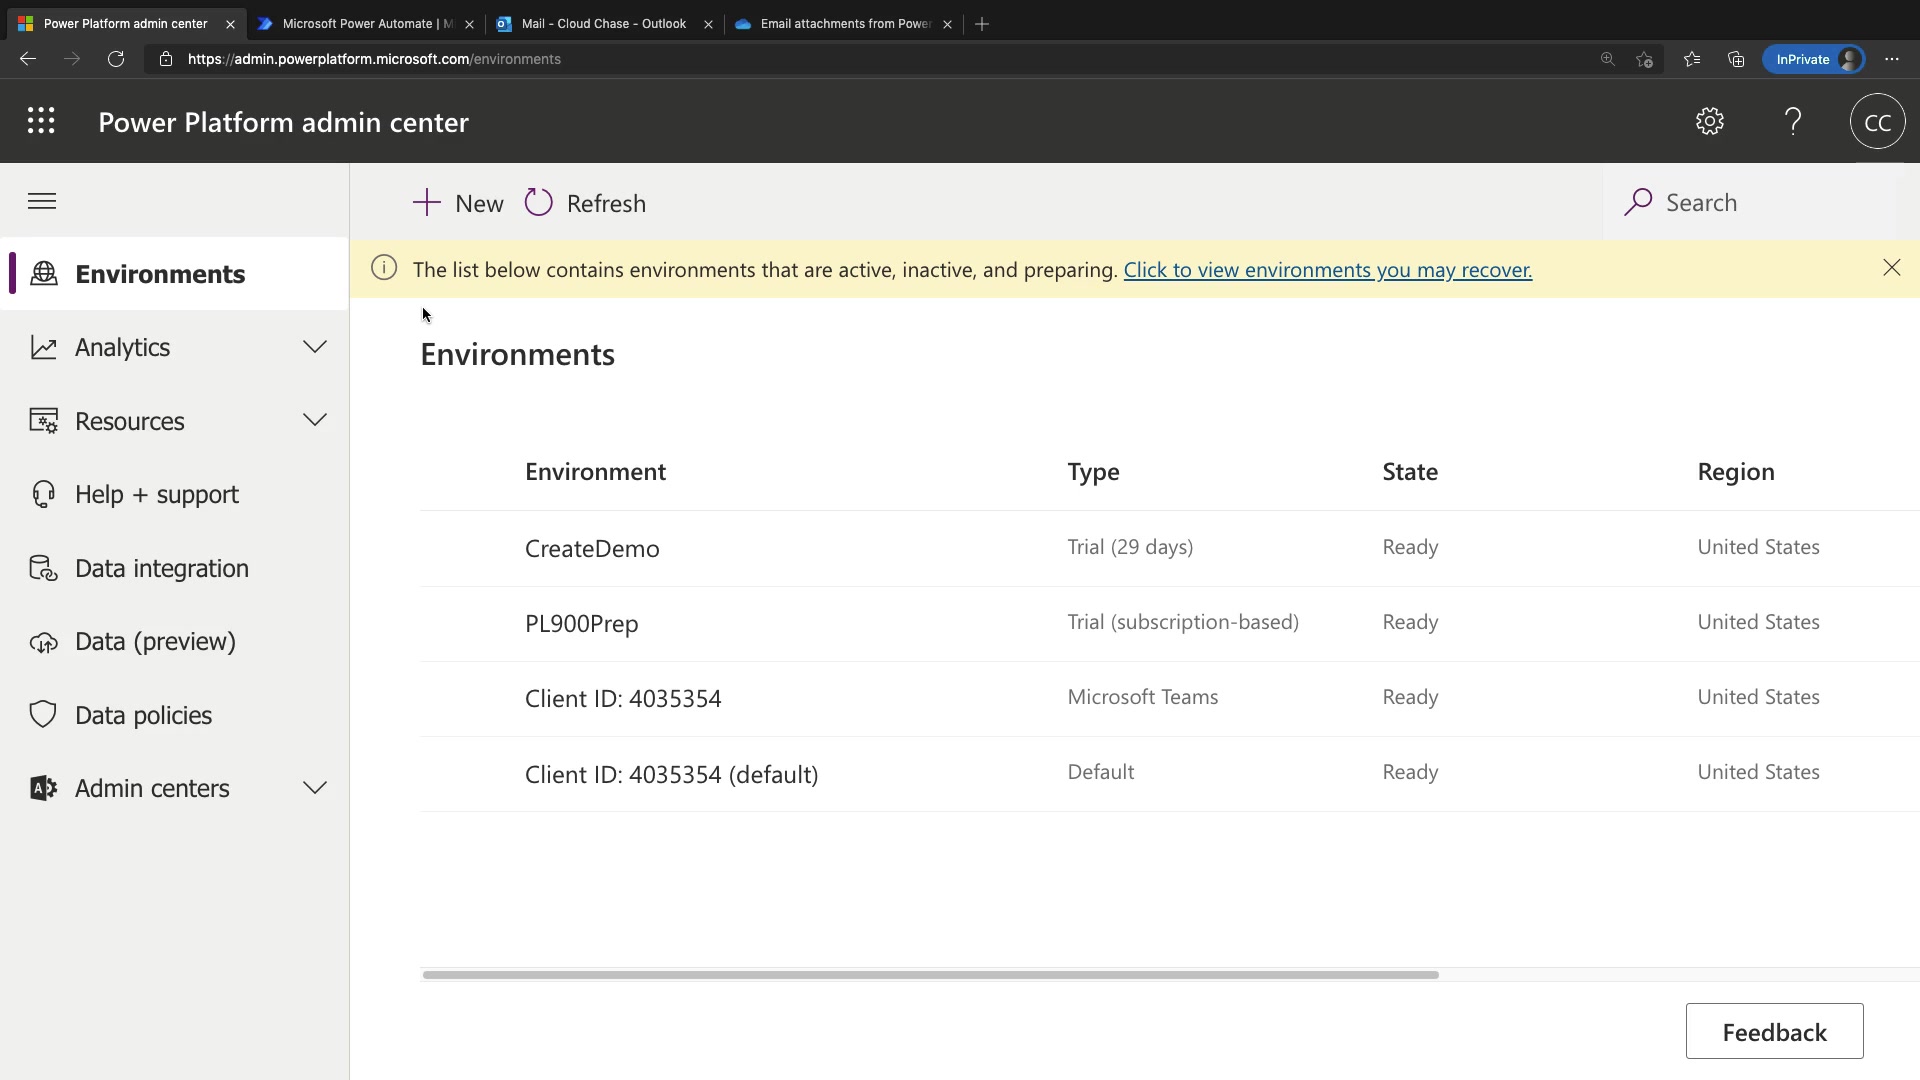 Power Platform admin center
Microsoft Power Automate | M
Mail - Cloud Chase - Outlook
Email attachments from Power
https://admin.powerplatform.microsoft.com/environments
InPrivate
Power Platform admin center
CC
New
Refresh
Search
Environments
The list below contains environments that are active, inactive, and preparing. Click to view environments you may recover.
Analytics
Resources
Help + support
Data integration
Data (preview)
Data policies
Admin centers
Environments
Environment Type State Region
CreateDemo Trial (29 days) Ready United States
PL900Prep Trial (subscription-based) Ready United States
Client ID: 4035354 Microsoft Teams Ready United States
Client ID: 4035354 (default) Default Ready United States
Feedback